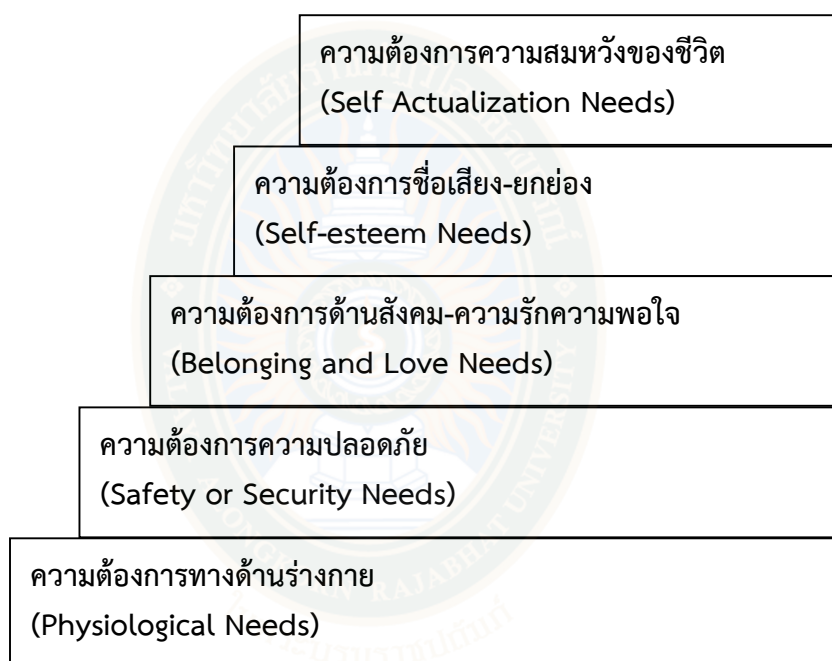 ความต้องการความสมหวังของชีวิต
(Self Actualization Needs)
ความต้องการชื่อเสียง-ยกย่อง
(Self-esteem Needs)
ความต้องการด้านสังคม-ความรักความพอใจ
(Belonging and Love Needs)
ความต้องการความปลอดภัย
(Safety or Security Needs)
ความต้องการทางด้านร่างกาย
(Physiological Needs)